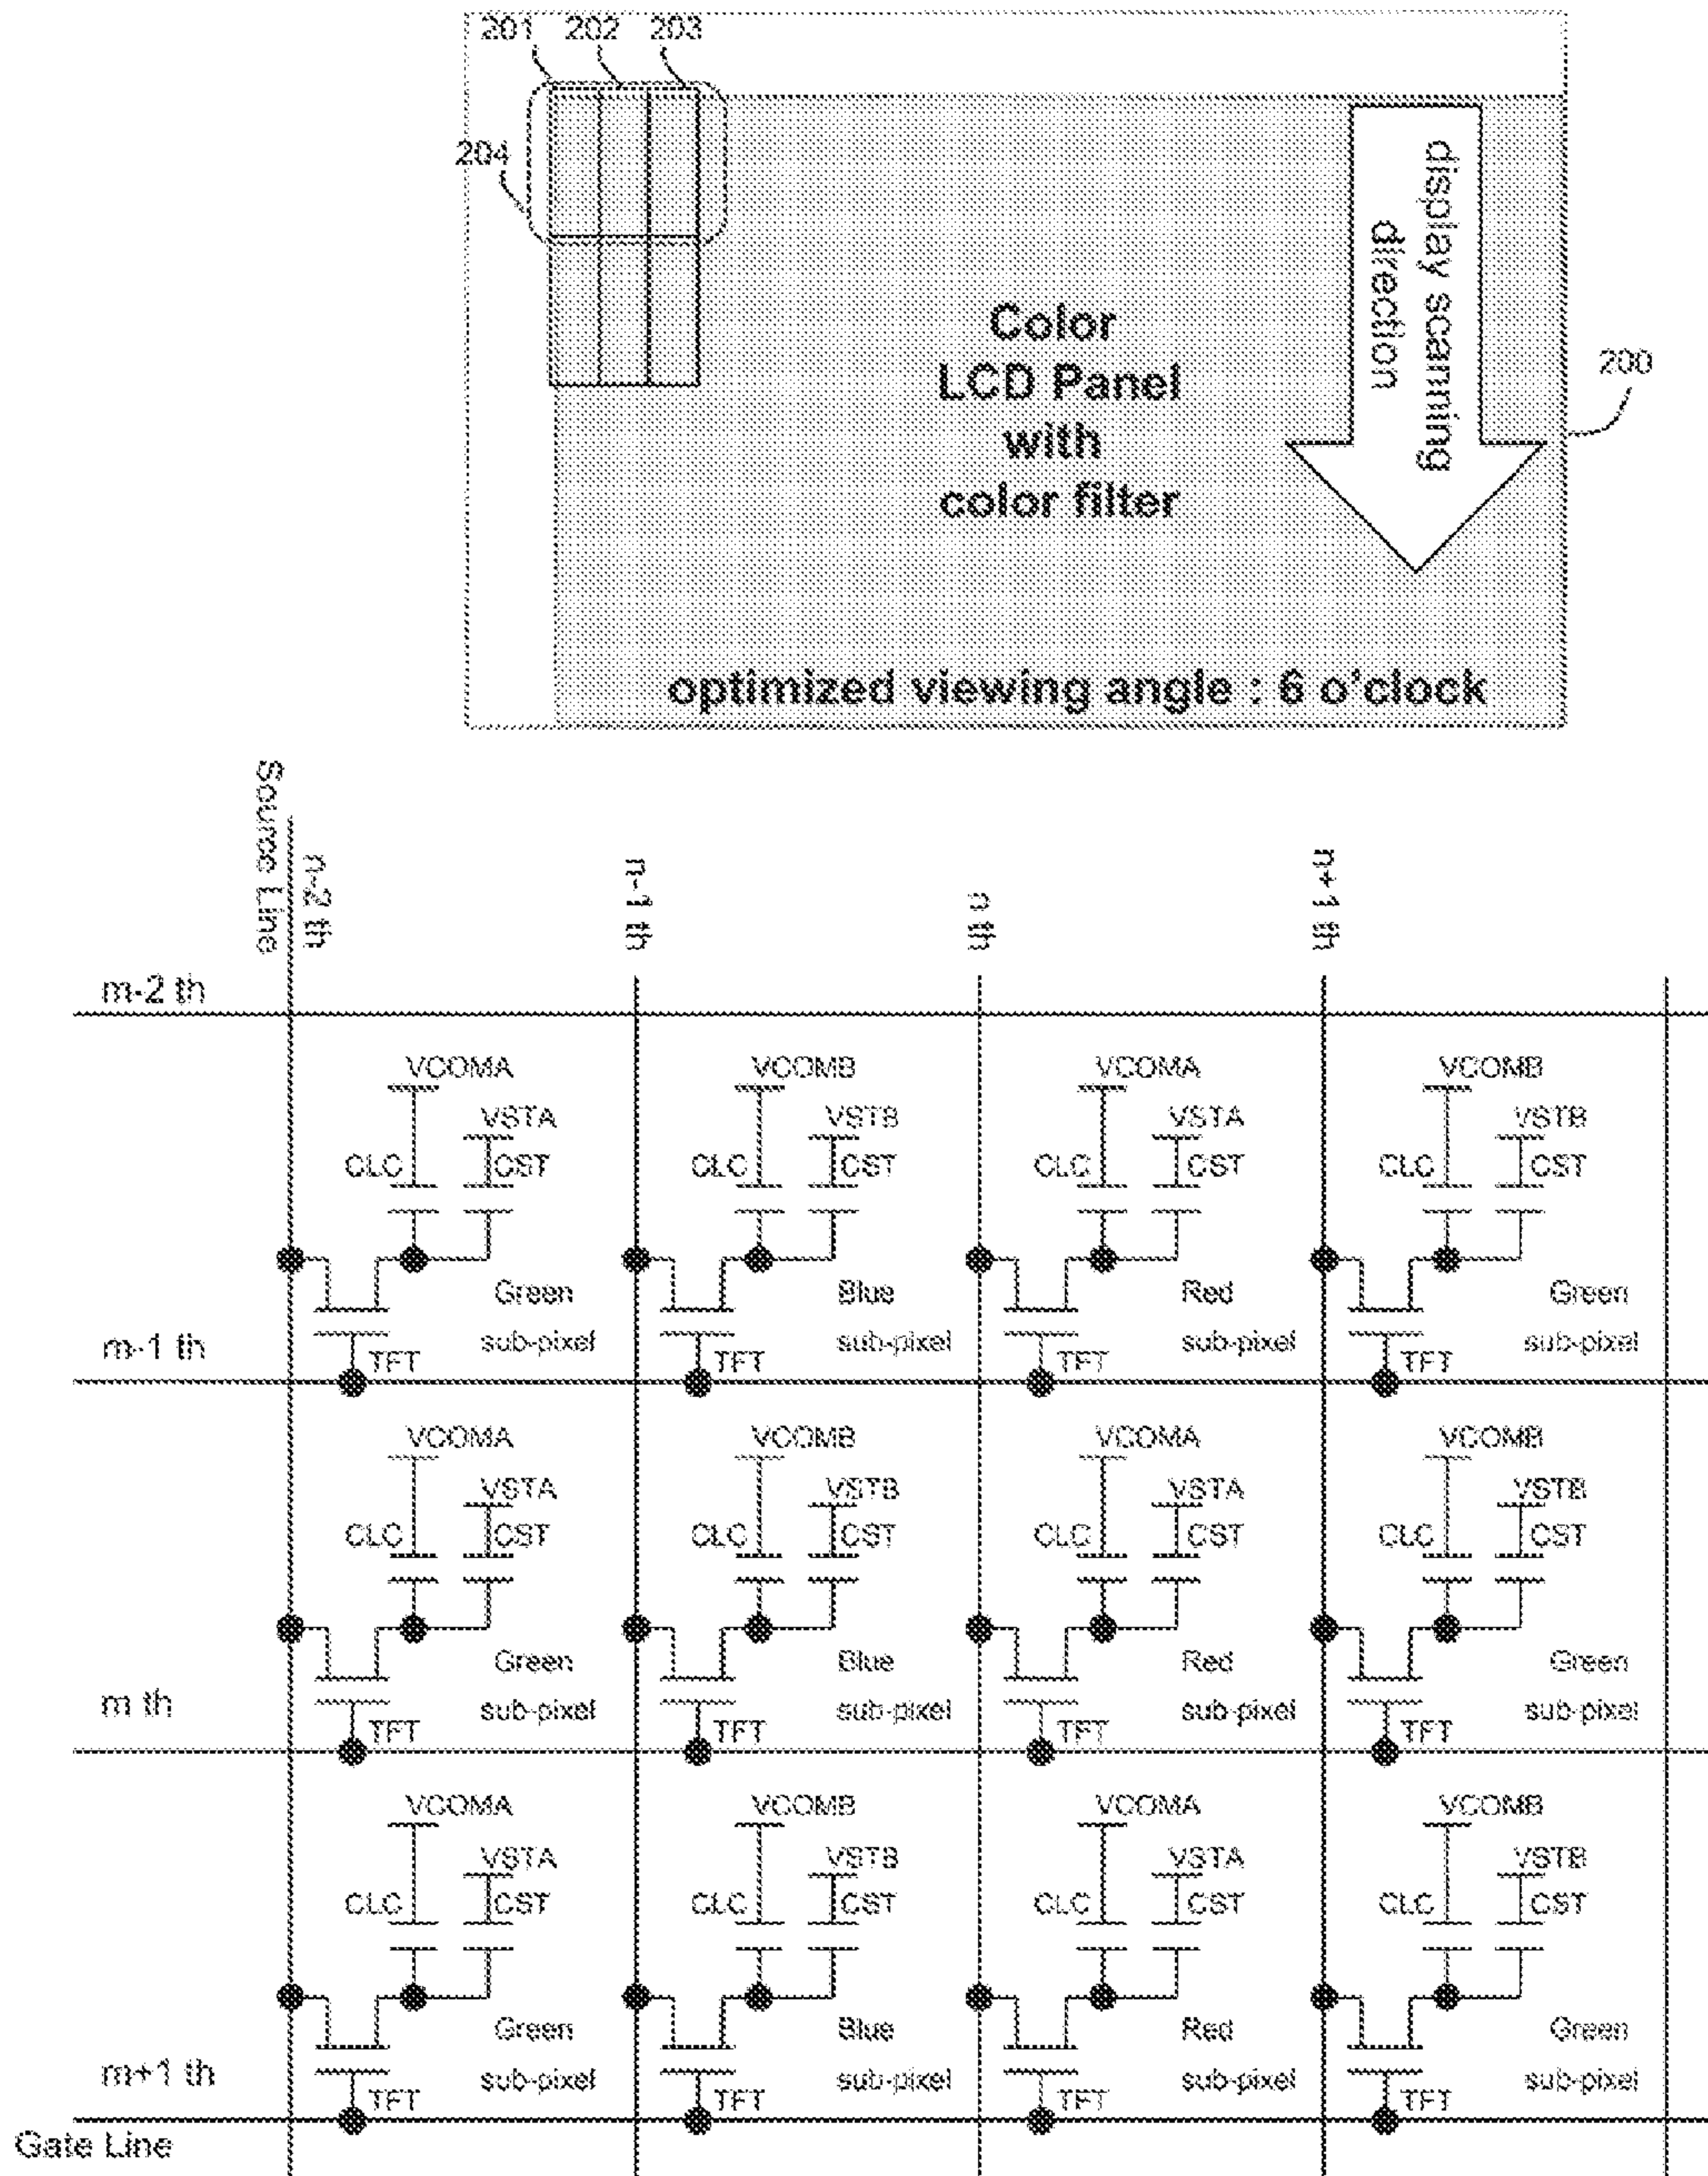 201 202 203
204
display scanning
direction
Color
LCD Panel
with
color filter
200
optimized viewing angle : 6 o'clock
Source Line
n-2 th
n-1 th
n th
n+1 th
m-2 th
VCOMA VCOMB VCOMA VCOMB
VSTA VSTB VSTA VSTB
CLC CST CLC CST CLC CST CLC CST
Green Blue Red Green
sub-pixel sub-pixel sub-pixel sub-pixel
m-1 th
TFT TFT TFT TFT
VCOMA VCOMB VCOMA VCOMB
VSTA VSTB VSTA VSTB
CLC CST CLC CST CLC CST CLC CST
Green Blue Red Green
sub-pixel sub-pixel sub-pixel sub-pixel
m th
TFT TFT TFT TFT
VCOMA VCOMB VCOMA VCOMB
VSTA VSTB VSTA VSTB
CLC CST CLC CST CLC CST CLC CST
Green Blue Red Green
sub-pixel sub-pixel sub-pixel sub-pixel
m+1 th
TFT TFT TFT TFT
Gate Line